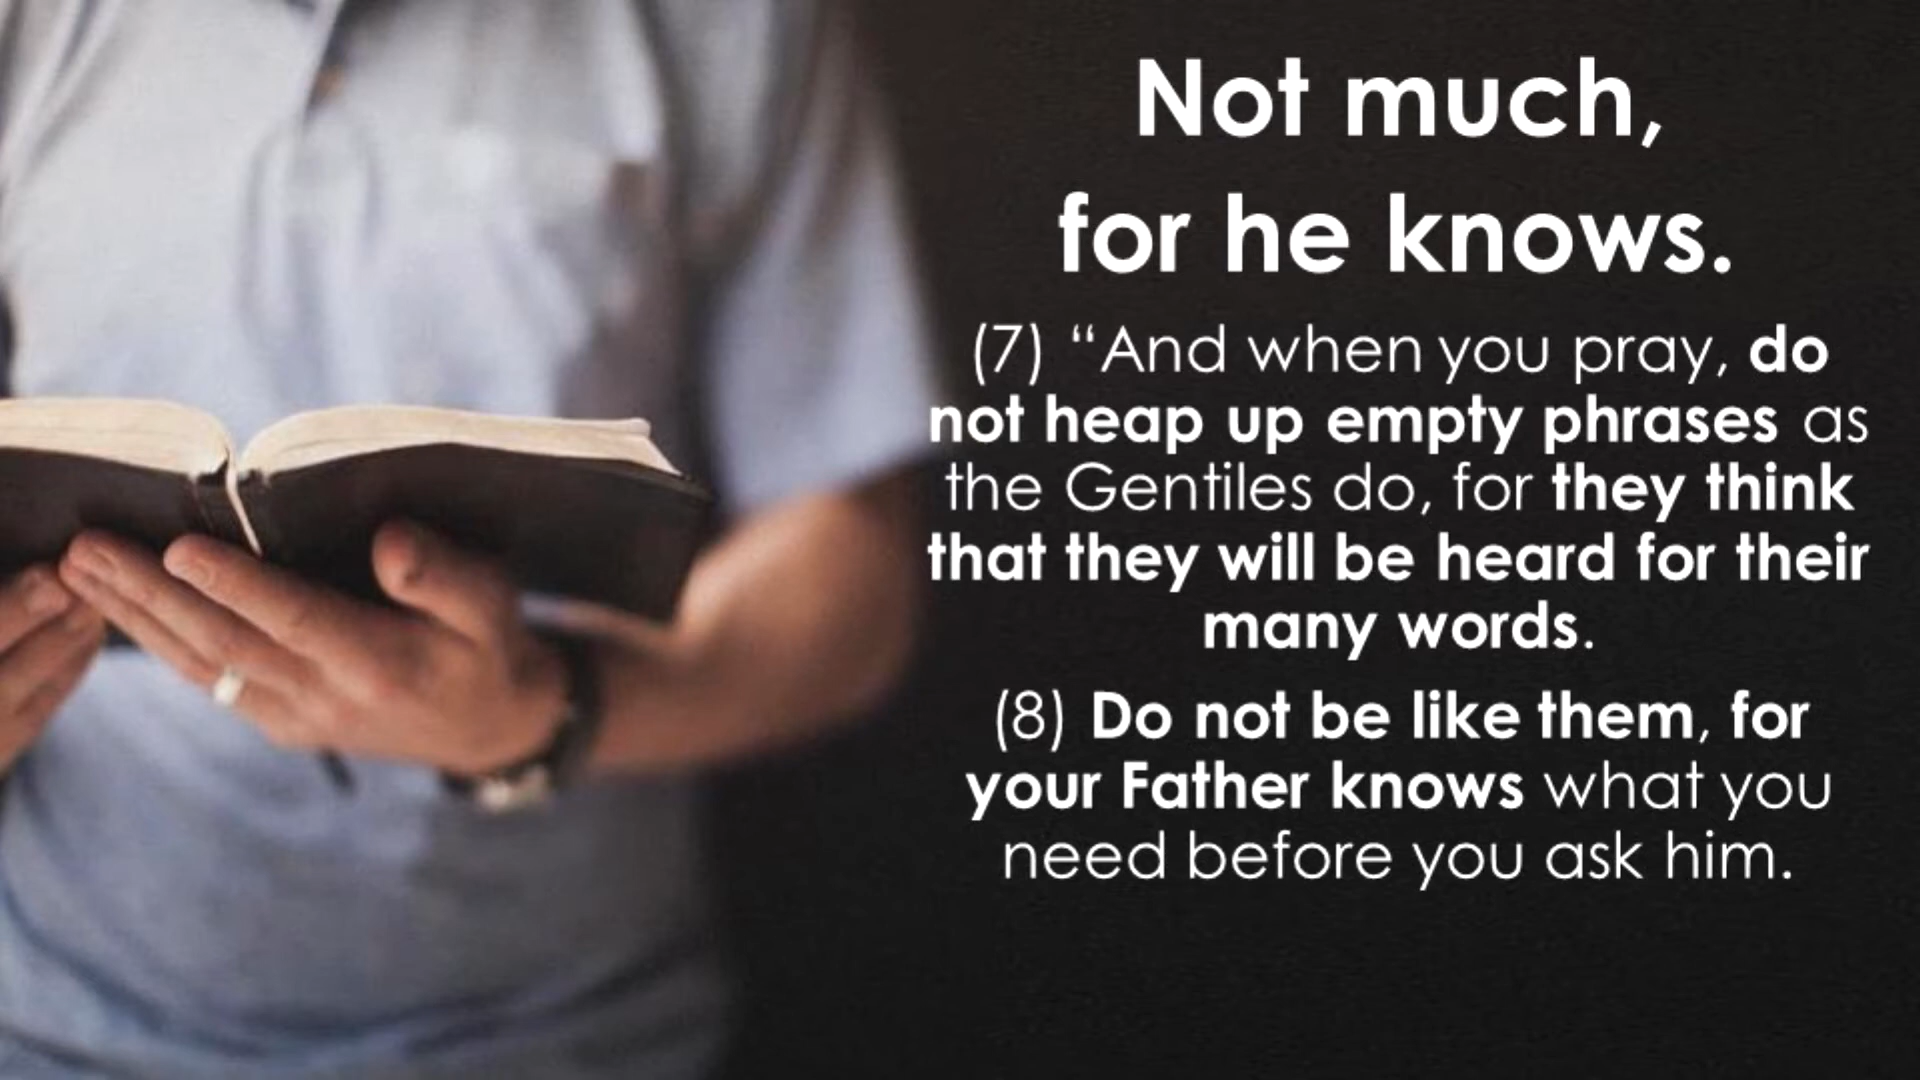 Not much,
for he knows.
(7) “And when you pray, do
not heap up empty phrases as
the Gentiles do, for they think
that they will be heard for their
many words.
(8) Do not be like them, for
your Father knows what you
need before you ask him.